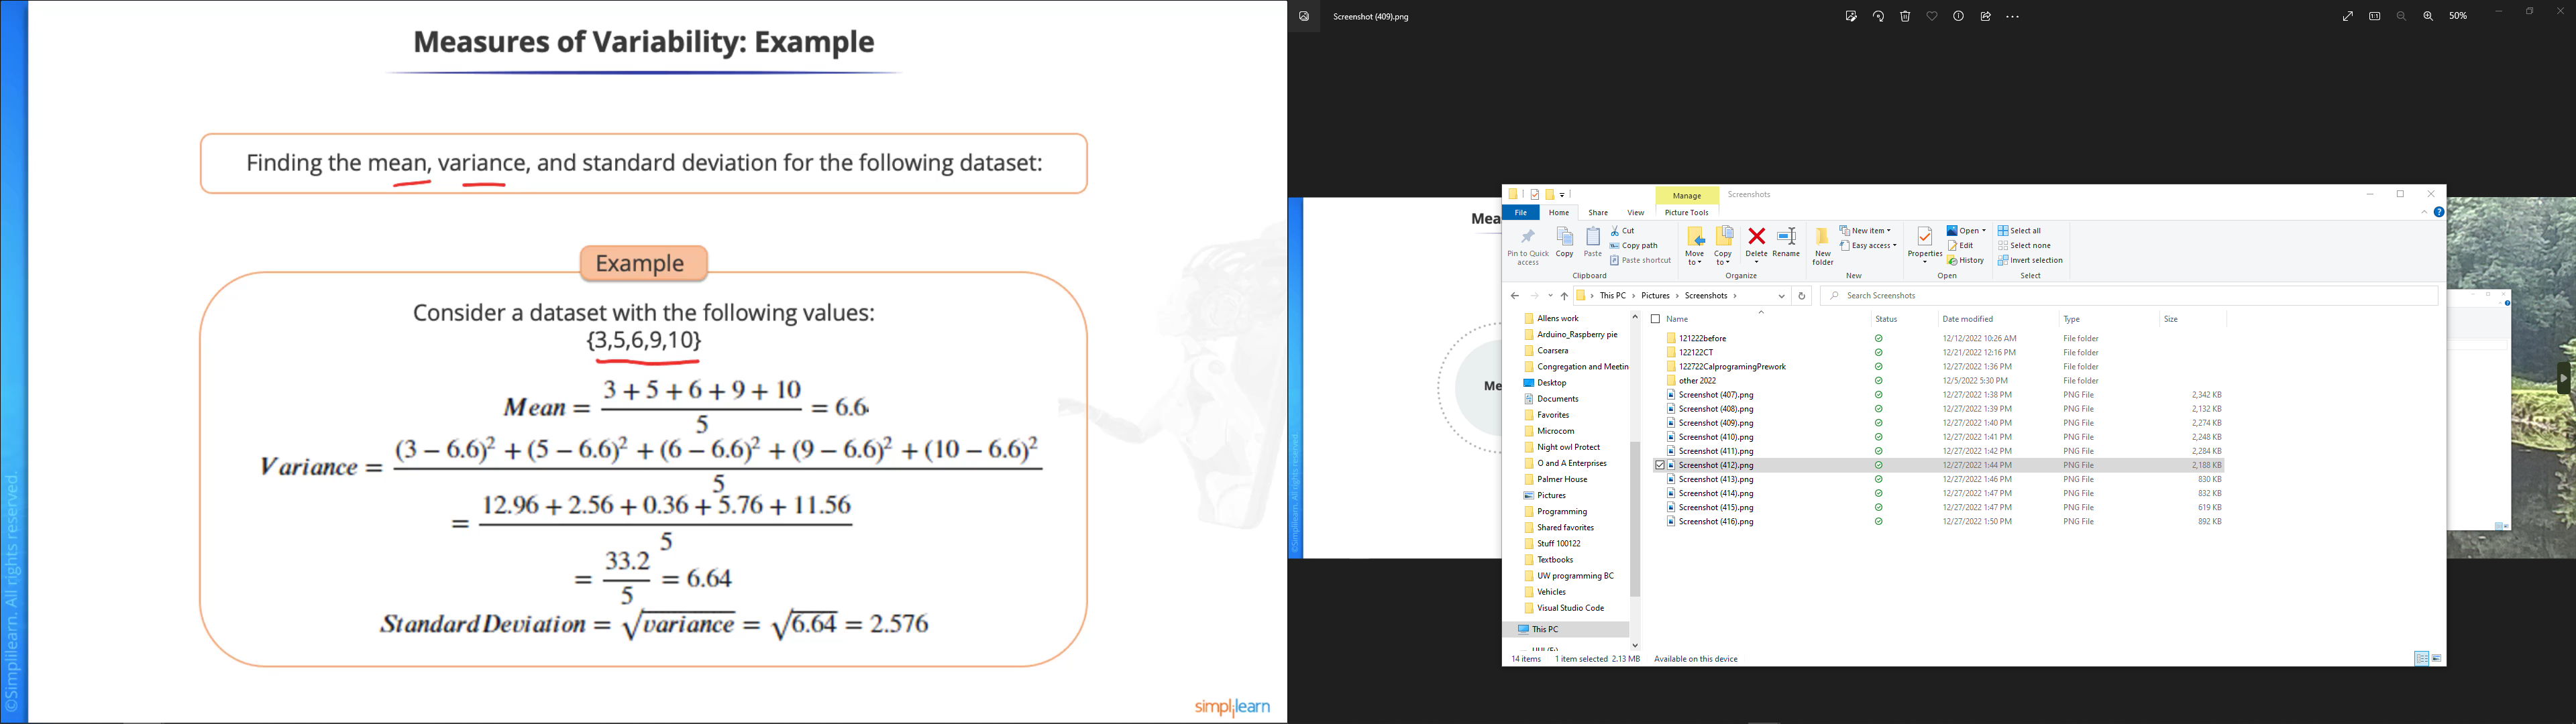 Measures of Variability: Example
Finding the mean, variance, and standard deviation for the following dataset:
Example
Consider a dataset with the following values:
{3,5,6,9,10}
Mean = (3 + 5 + 6 + 9 + 10) / 5 = 6.6
Variance = ((3 − 6.6)² + (5 − 6.6)² + (6 − 6.6)² + (9 − 6.6)² + (10 − 6.6)²) / 5
= (12.96 + 2.56 + 0.36 + 5.76 + 11.56) / 5
= 33.2 / 5 = 6.64
Standard Deviation = √variance = √6.64 = 2.576
©Simplilearn. All rights reserved.
simplilearn
Screenshot (409).png
50%
Mea
Me
©Simplilearn. All rights reserved.
Manage
Screenshots
File Home Share View Picture Tools
Pin to Quick access
Copy
Paste
Cut
Copy path
Paste shortcut
Clipboard
Move to
Copy to
Delete
Rename
Organize
New folder
New item
Easy access
New
Properties
Open
Edit
History
Open
Select all
Select none
Invert selection
Select
This PC > Pictures > Screenshots >
Search Screenshots
Name Status Date modified Type Size
Allens work
Arduino_Raspberry pie
Coarsera
Congregation and Meetin
Desktop
Documents
Favorites
Microcom
Night owl Protect
O and A Enterprises
Palmer House
Pictures
Programming
Shared favorites
Stuff 100122
Textbooks
UW programming BC
Vehicles
Visual Studio Code
This PC
121222before 12/12/2022 10:26 AM File folder
122122CT 12/21/2022 12:16 PM File folder
122722CalprogramingPrework 12/27/2022 1:36 PM File folder
other 2022 12/5/2022 5:30 PM File folder
Screenshot (407).png 12/27/2022 1:38 PM PNG File 2,342 KB
Screenshot (408).png 12/27/2022 1:39 PM PNG File 2,132 KB
Screenshot (409).png 12/27/2022 1:40 PM PNG File 2,274 KB
Screenshot (410).png 12/27/2022 1:41 PM PNG File 2,248 KB
Screenshot (411).png 12/27/2022 1:42 PM PNG File 2,284 KB
Screenshot (412).png 12/27/2022 1:44 PM PNG File 2,188 KB
Screenshot (413).png 12/27/2022 1:46 PM PNG File 830 KB
Screenshot (414).png 12/27/2022 1:47 PM PNG File 832 KB
Screenshot (415).png 12/27/2022 1:47 PM PNG File 619 KB
Screenshot (416).png 12/27/2022 1:50 PM PNG File 892 KB
14 items 1 item selected 2.13 MB Available on this device